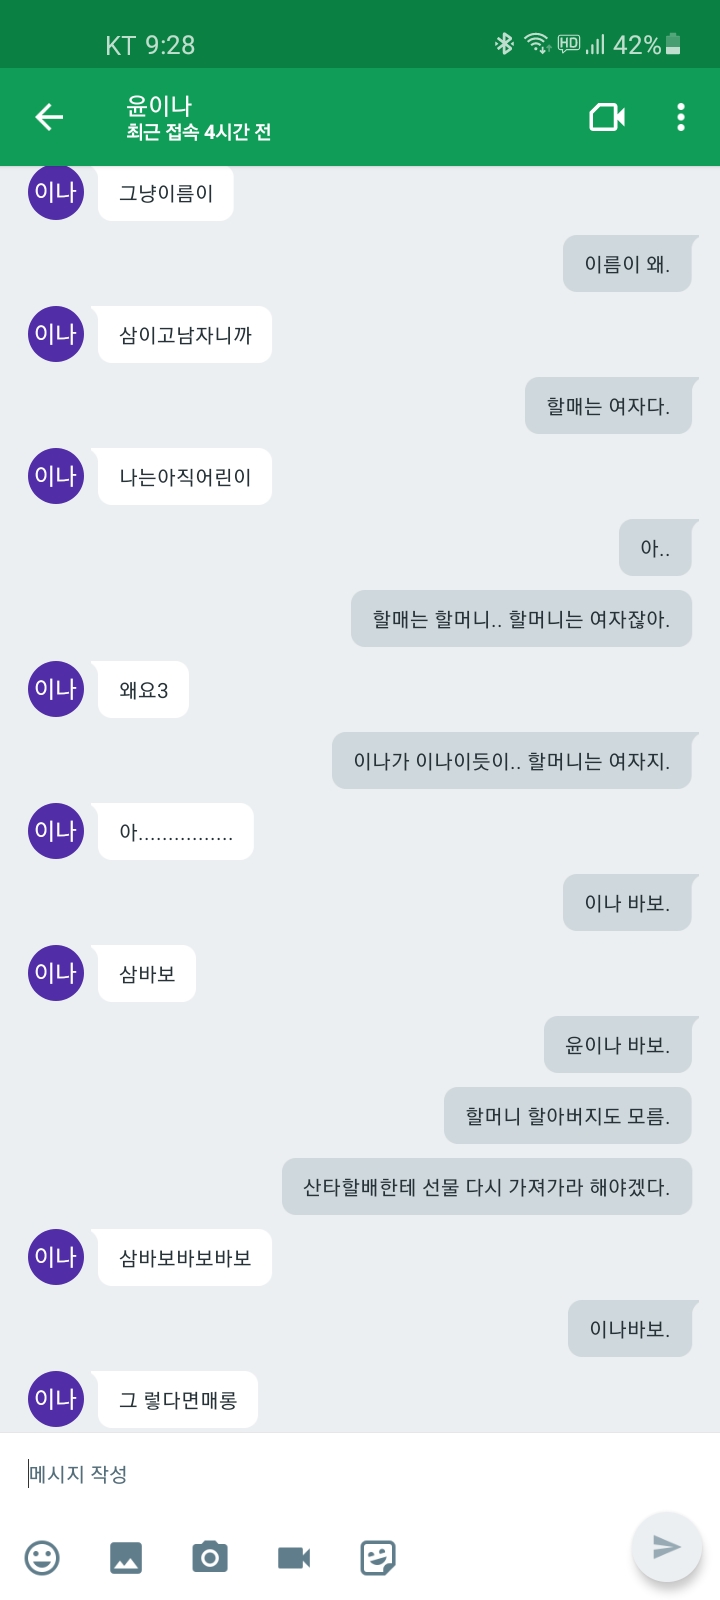 KT 9:28
HD 42%
윤이나
최근 접속 4시간 전
이나 그냥이름이
이름이 왜.
이나 삼이고남자니까
할매는 여자다.
이나 나는아직어린이
아..
할매는 할머니.. 할머니는 여자잖아.
이나 왜요3
이나가 이나이듯이.. 할머니는 여자지.
이나 아................
이나 바보.
이나 삼바보
윤이나 바보.
할머니 할아버지도 모름.
산타할배한테 선물 다시 가져가라 해야겠다.
이나 삼바보바보바보
이나바보.
이나 그 렇다면매롱
메시지 작성